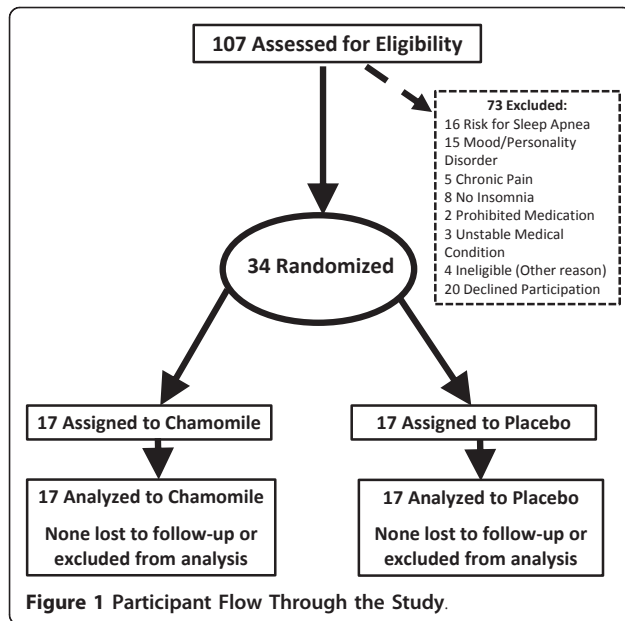 107 Assessed for Eligibility
73 Excluded:
16 Risk for Sleep Apnea
15 Mood/Personality
Disorder
5 Chronic Pain
8 No Insomnia
2 Prohibited Medication
3 Unstable Medical
Condition
4 Ineligible (Other reason)
20 Declined Participation
34 Randomized
17 Assigned to Chamomile
17 Assigned to Placebo
17 Analyzed to Chamomile
None lost to follow-up or
excluded from analysis
17 Analyzed to Placebo
None lost to follow-up or
excluded from analysis
Figure 1 Participant Flow Through the Study.